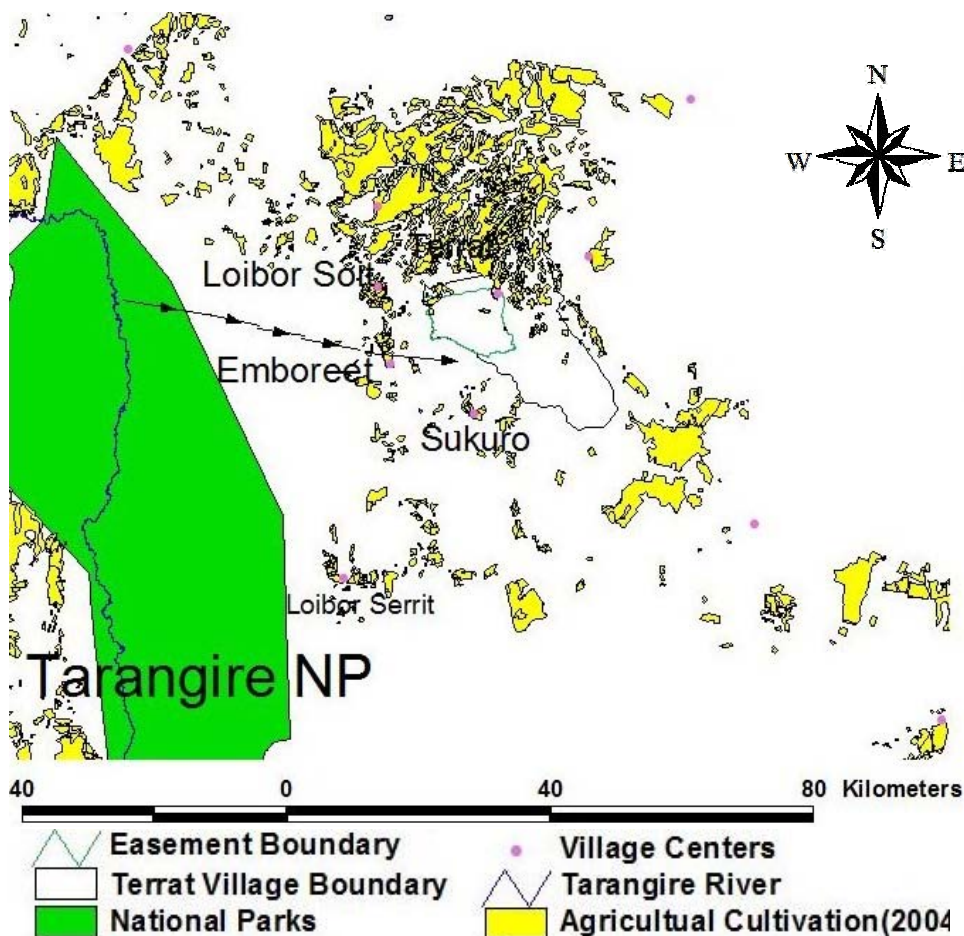 N
W E
S
Terrat
Loibor Soit
Emboreet
Sukuro
Loibor Serrit
Tarangire NP
40 0 40 80 Kilometers
Easement Boundary
Village Centers
Terrat Village Boundary
Tarangire River
National Parks
Agricultual Cultivation(2004